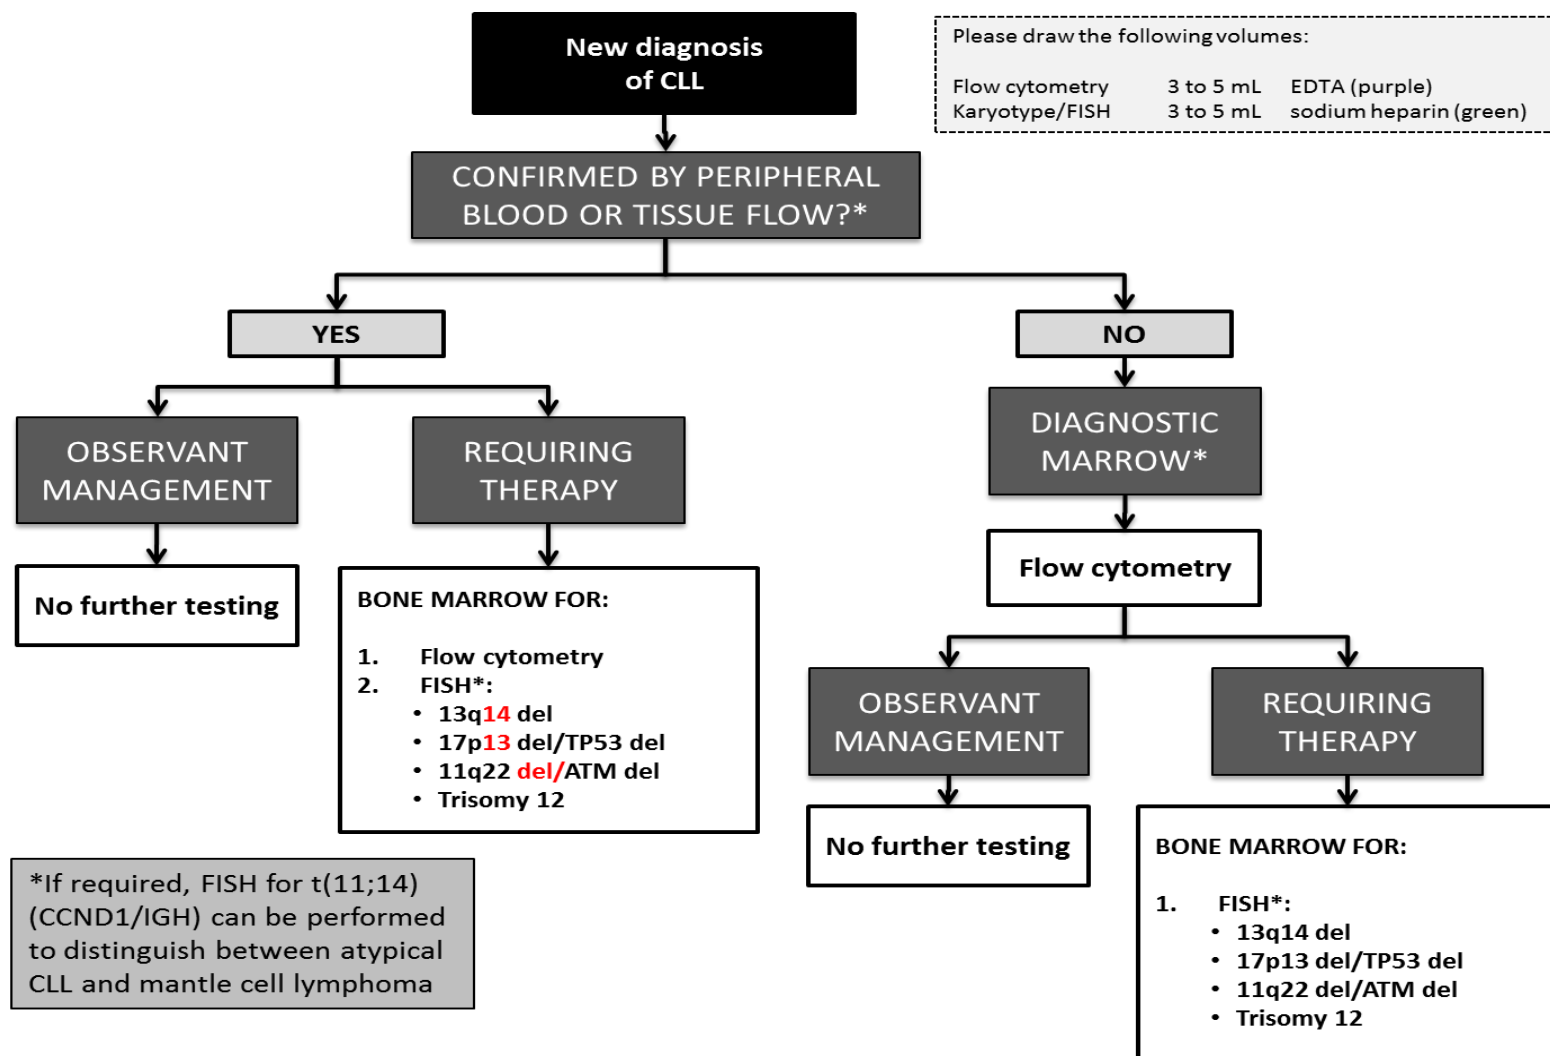 New diagnosis
of CLL
Please draw the following volumes:
Flow cytometry 3 to 5 mL EDTA (purple)
Karyotype/FISH 3 to 5 mL sodium heparin (green)
CONFIRMED BY PERIPHERAL
BLOOD OR TISSUE FLOW?*
YES
NO
OBSERVANT
MANAGEMENT
REQUIRING
THERAPY
DIAGNOSTIC
MARROW*
No further testing
BONE MARROW FOR:
1. Flow cytometry
2. FISH*:
• 13q14 del
• 17p13 del/TP53 del
• 11q22 del/ATM del
• Trisomy 12
Flow cytometry
OBSERVANT
MANAGEMENT
REQUIRING
THERAPY
No further testing
BONE MARROW FOR:
1. FISH*:
• 13q14 del
• 17p13 del/TP53 del
• 11q22 del/ATM del
• Trisomy 12
*If required, FISH for t(11;14)
(CCND1/IGH) can be performed
to distinguish between atypical
CLL and mantle cell lymphoma